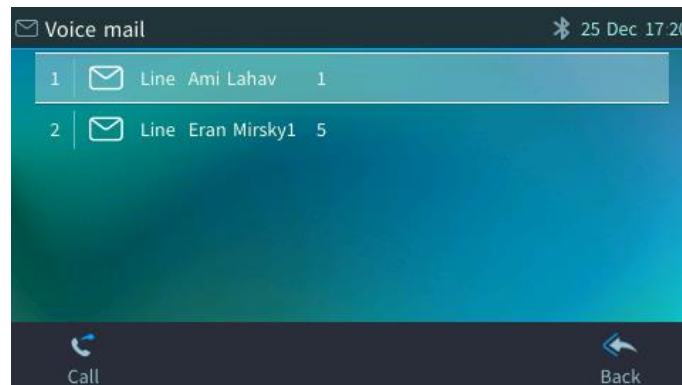 Voice mail 25 Dec 17:20
1 Line Ami Lahav 1
2 Line Eran Mirsky1 5
Call Back